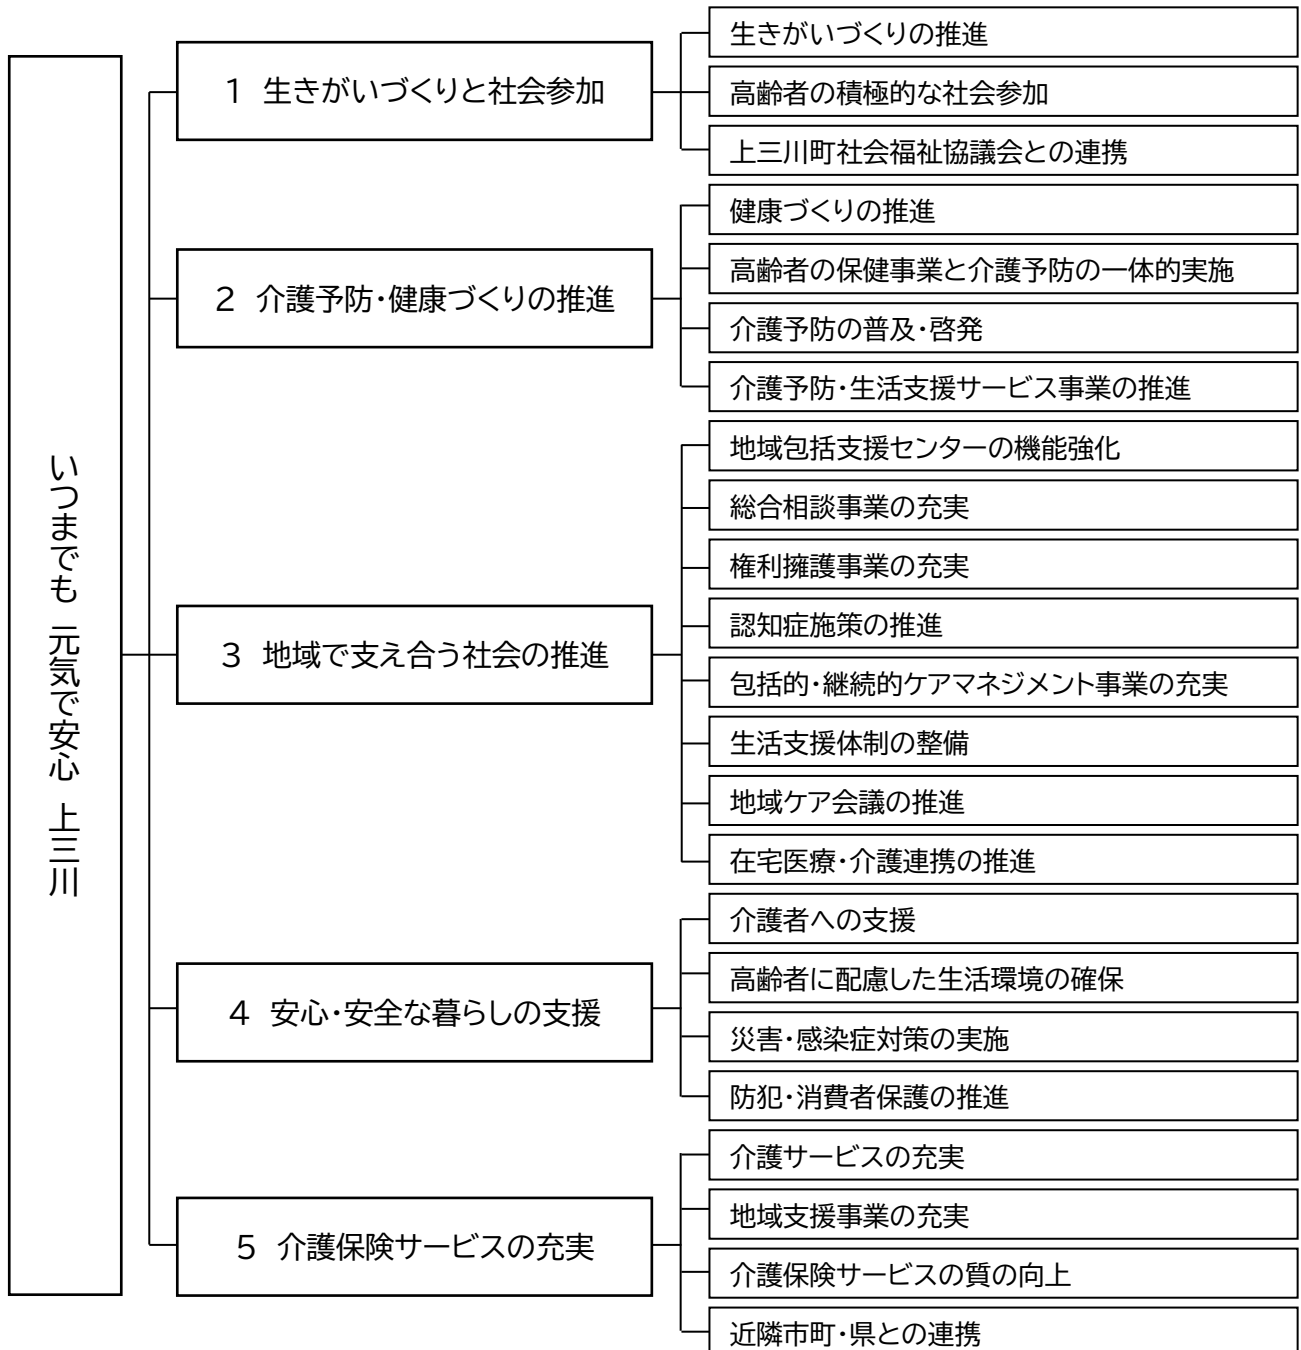 いつまでも 元気で安心 上三川
1 生きがいづくりと社会参加
生きがいづくりの推進
高齢者の積極的な社会参加
上三川町社会福祉協議会との連携
2 介護予防・健康づくりの推進
健康づくりの推進
高齢者の保健事業と介護予防の一体的実施
介護予防の普及・啓発
介護予防・生活支援サービス事業の推進
3 地域で支え合う社会の推進
地域包括支援センターの機能強化
総合相談事業の充実
権利擁護事業の充実
認知症施策の推進
包括的・継続的ケアマネジメント事業の充実
生活支援体制の整備
地域ケア会議の推進
在宅医療・介護連携の推進
4 安心・安全な暮らしの支援
介護者への支援
高齢者に配慮した生活環境の確保
災害・感染症対策の実施
防犯・消費者保護の推進
5 介護保険サービスの充実
介護サービスの充実
地域支援事業の充実
介護保険サービスの質の向上
近隣市町・県との連携